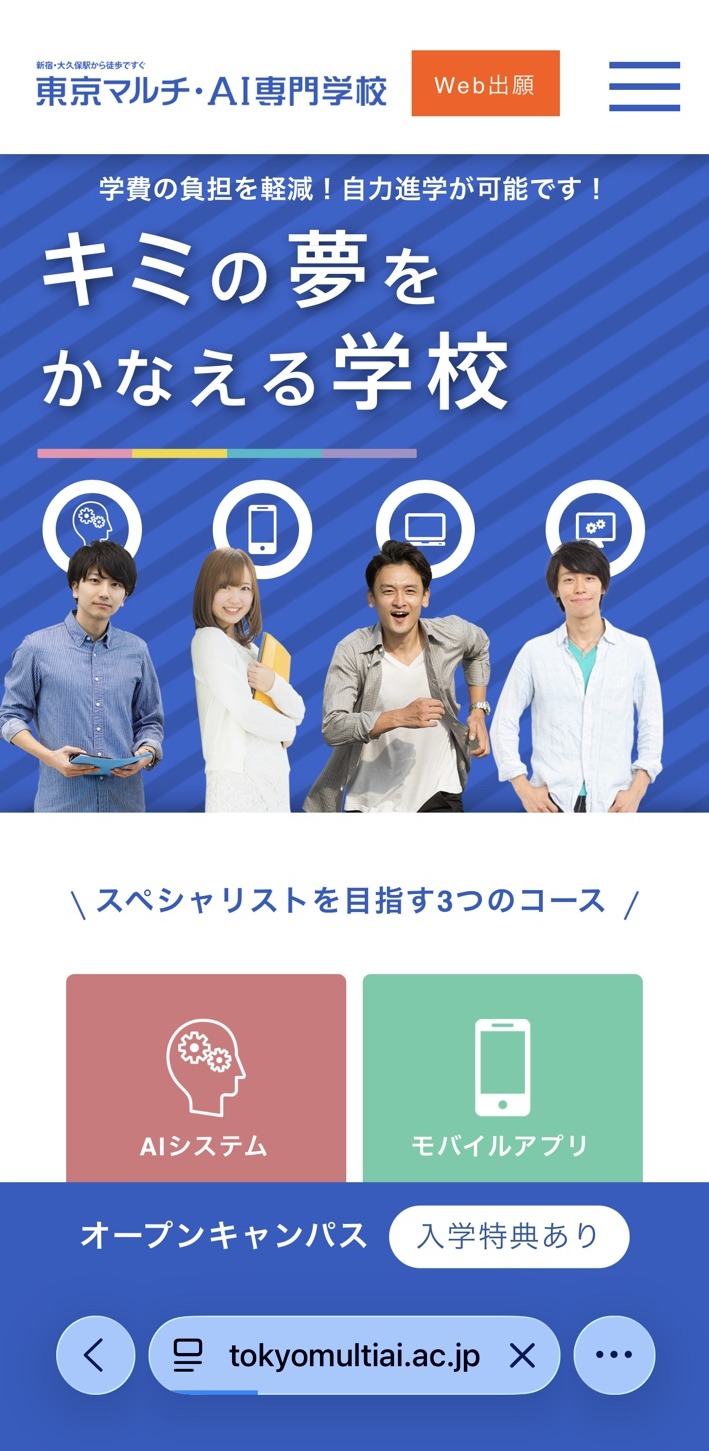 新宿・大久保駅から徒歩ですぐ
東京マルチ・AI専門学校
Web出願
学費の負担を軽減！自力進学が可能です！
キミの夢を
かなえる学校
\ スペシャリストを目指す3つのコース /
AIシステム
モバイルアプリ
オープンキャンパス
入学特典あり
tokyomultiai.ac.jp